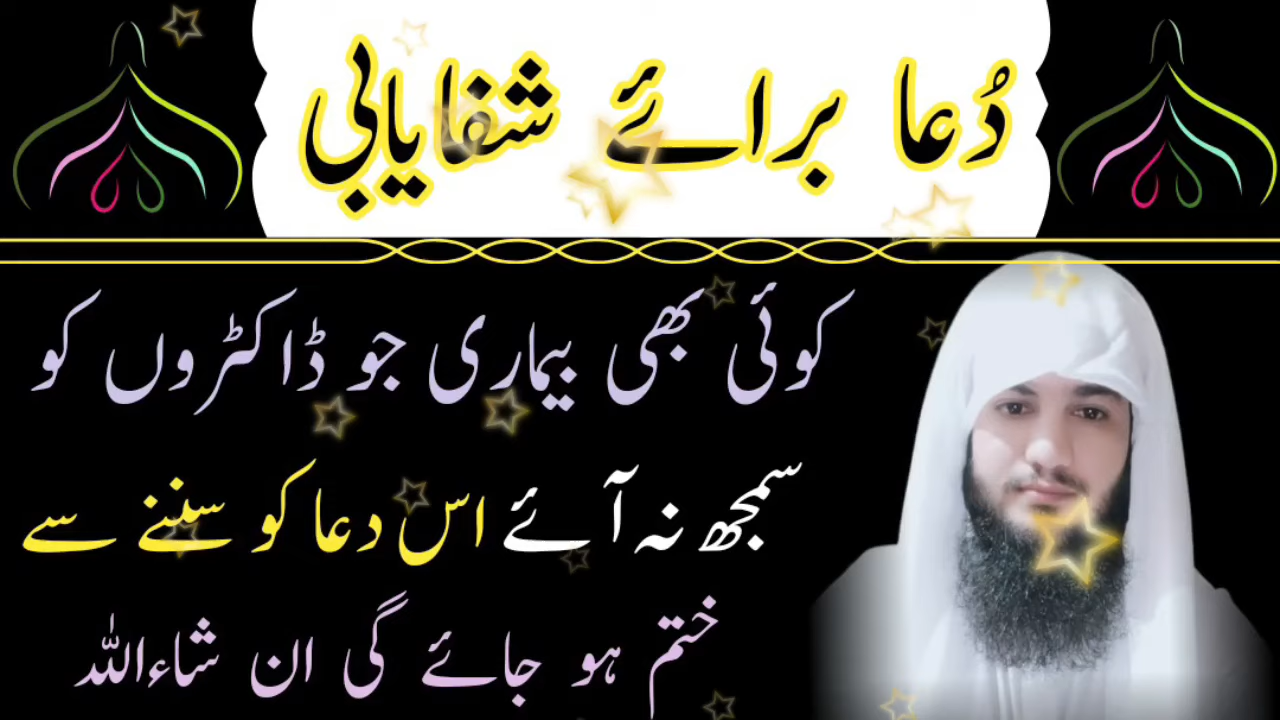 دُعا برائے شفایابی
کوئی بھی بیماری جو ڈاکٹروں کو
سمجھ نہ آئے اس دعا کو سننے سے
ختم ہو جائے گی ان شاءاللہ